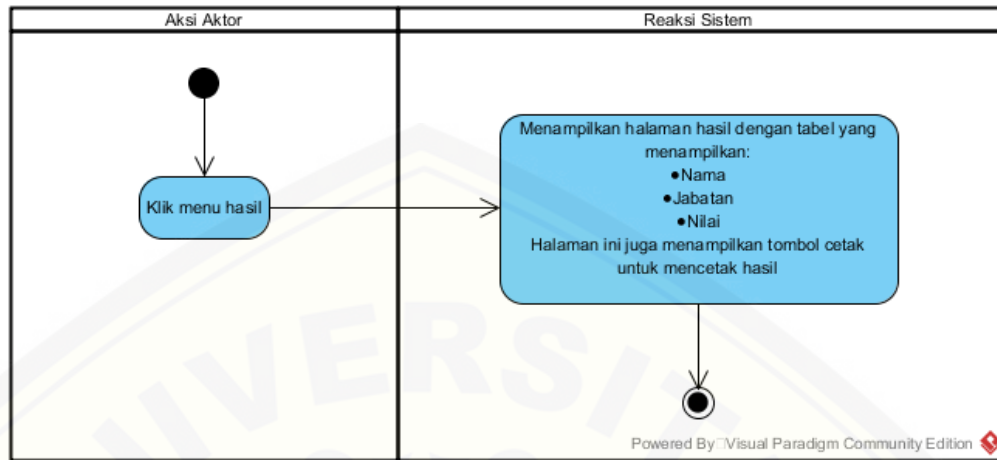 Aksi Aktor
Reaksi Sistem
Klik menu hasil
Menampilkan halaman hasil dengan tabel yang
menampilkan:
●Nama
●Jabatan
●Nilai
Halaman ini juga menampilkan tombol cetak
untuk mencetak hasil
UNIVERSIT
Powered By Visual Paradigm Community Edition